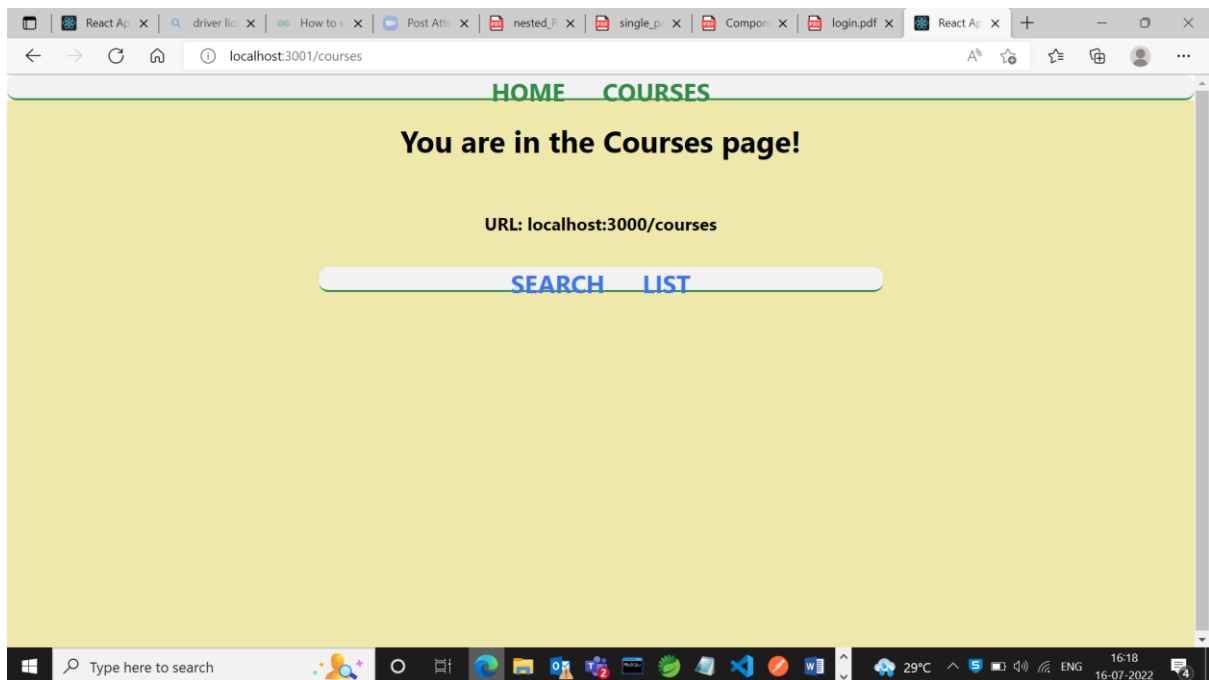 React Ap
driver lic
How to v
Post Atte
nested_R
single_pa
Compon
login.pdf
React Ap
localhost:3001/courses
HOME COURSES
You are in the Courses page!
URL: localhost:3000/courses
SEARCH LIST
Type here to search
29°C
ENG
16:18
16-07-2022